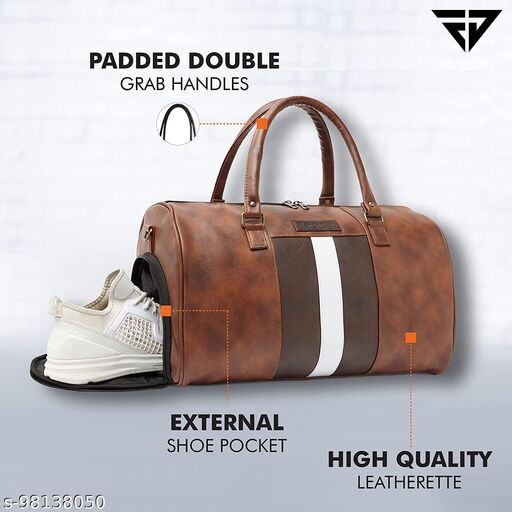 PADDED DOUBLE
GRAB HANDLES
EXTERNAL
SHOE POCKET
HIGH QUALITY
LEATHERETTE
s-98138050